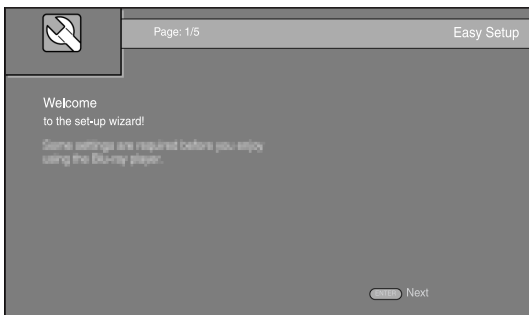 Page: 1/5
Easy Setup
Welcome
to the set-up wizard!
Some settings are required before you enjoy
using the Blu-ray player.
ENTER
Next